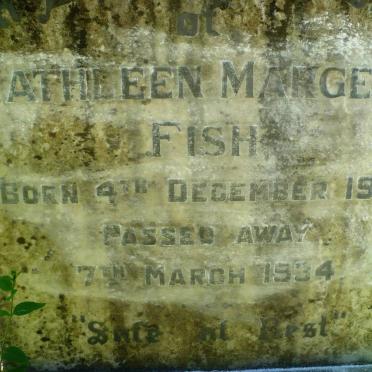 of
ATHLEEN MARGE
FISH
BORN 4TH DECEMBER 19
PASSED AWAY
7TH MARCH 1934.
"Safe at Rest"